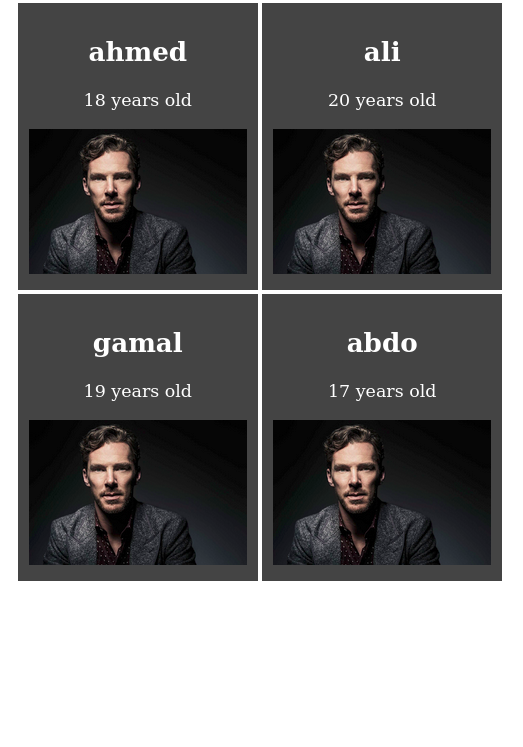 ahmed
18 years old
ali
20 years old
gamal
19 years old
abdo
17 years old